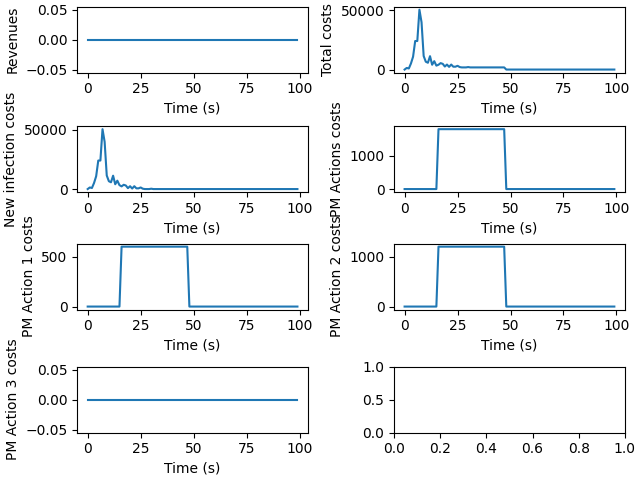 Revenues
0.05
0.00
−0.05
0 25 50 75 100
Time (s)
Total costs
50000
0
0 25 50 75 100
Time (s)
New infection costs
50000
0
0 25 50 75 100
Time (s)
PM Actions costs
1000
0
0 25 50 75 100
Time (s)
PM Action 1 costs
500
0
0 25 50 75 100
Time (s)
PM Action 2 costs
1000
0
0 25 50 75 100
Time (s)
PM Action 3 costs
0.05
0.00
−0.05
0 25 50 75 100
Time (s)
1.0
0.5
0.0
0.0 0.2 0.4 0.6 0.8 1.0